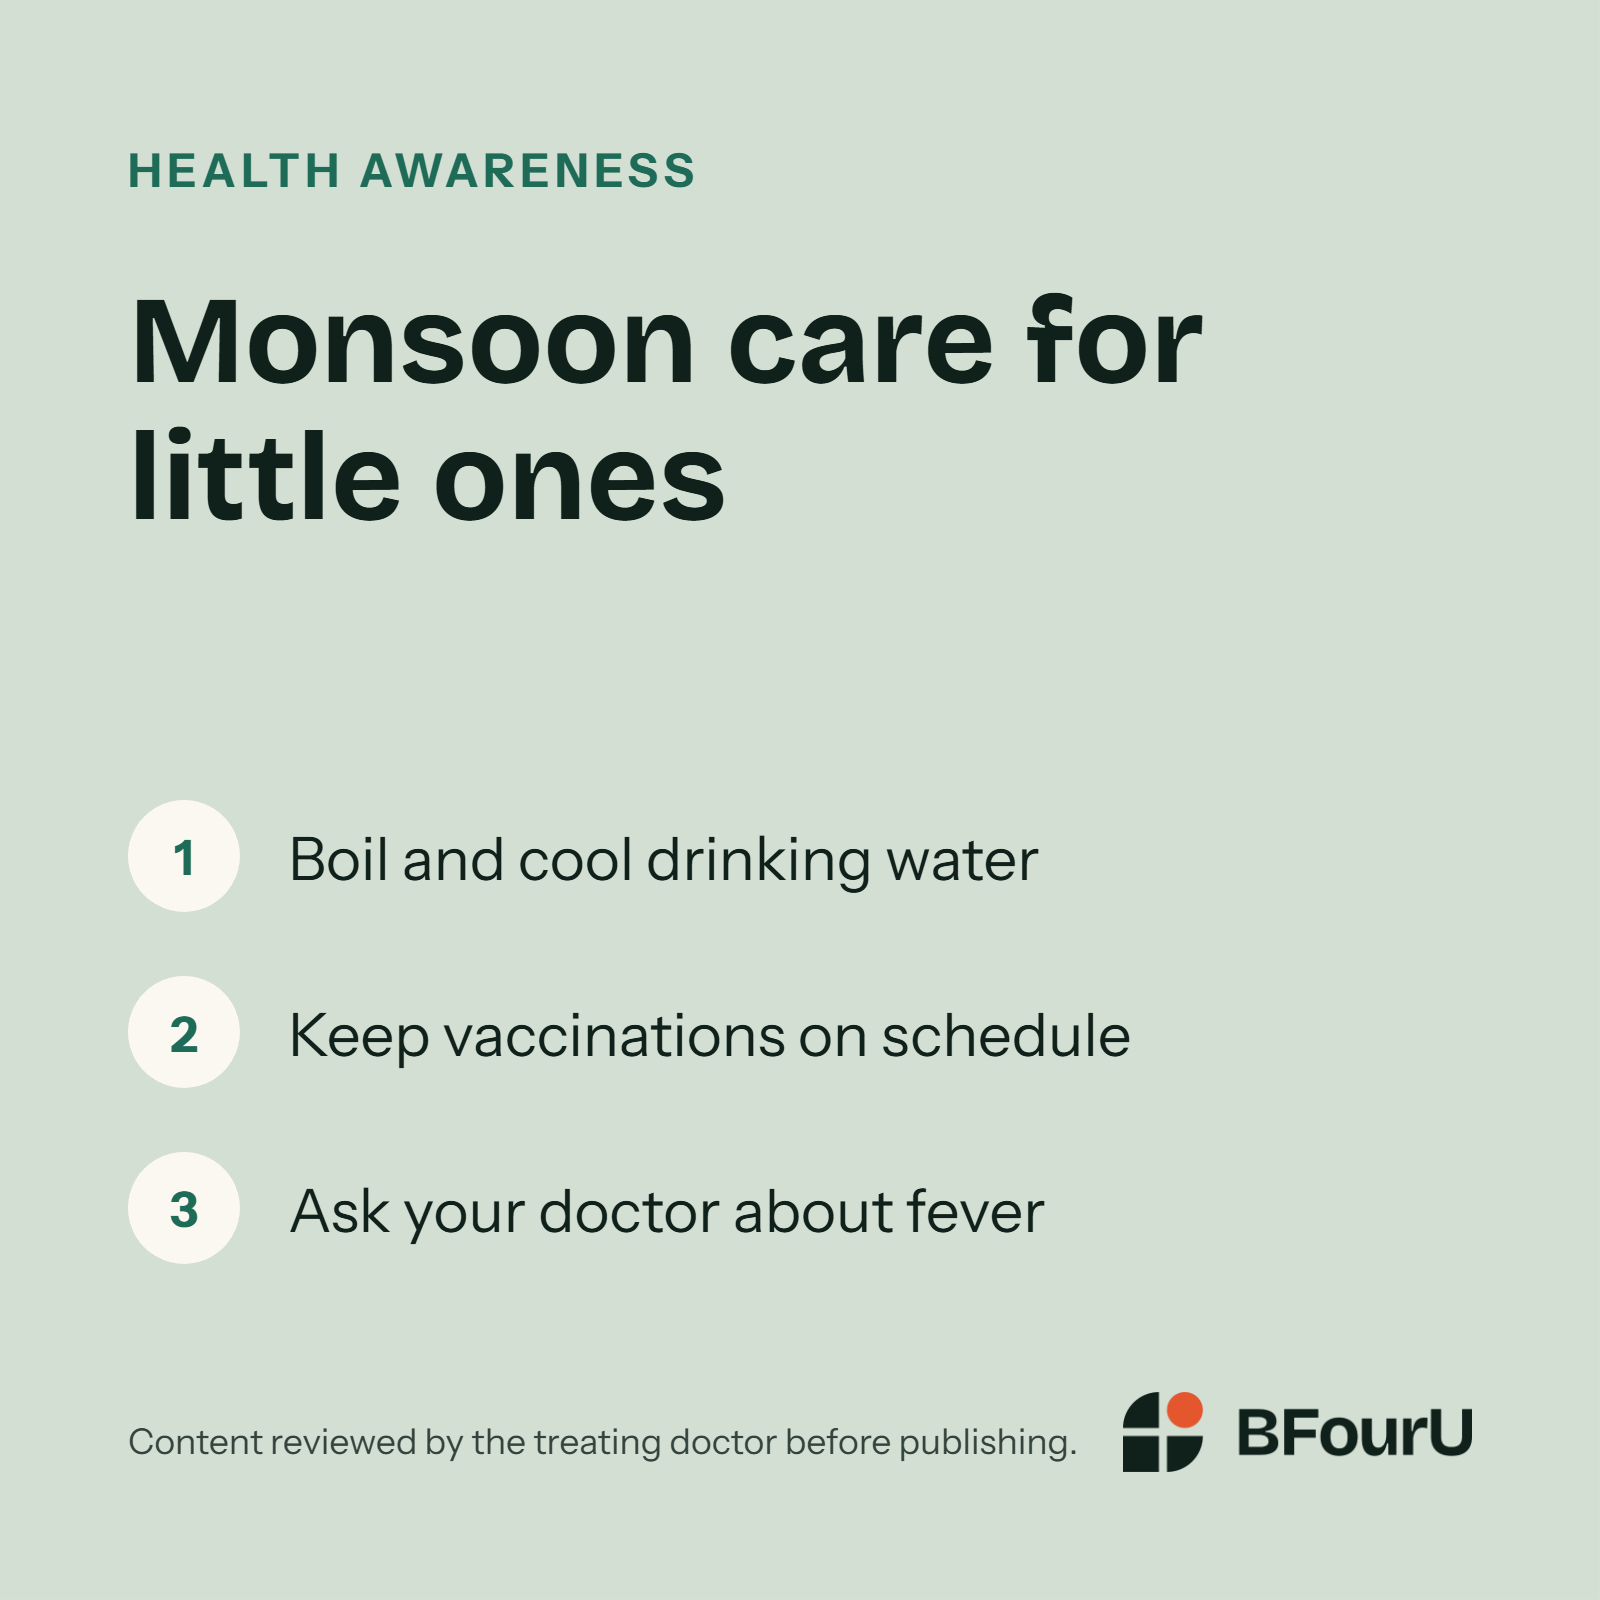 HEALTH AWARENESS
Monsoon care for
little ones
1 Boil and cool drinking water
2 Keep vaccinations on schedule
3 Ask your doctor about fever
Content reviewed by the treating doctor before publishing.
BFourU